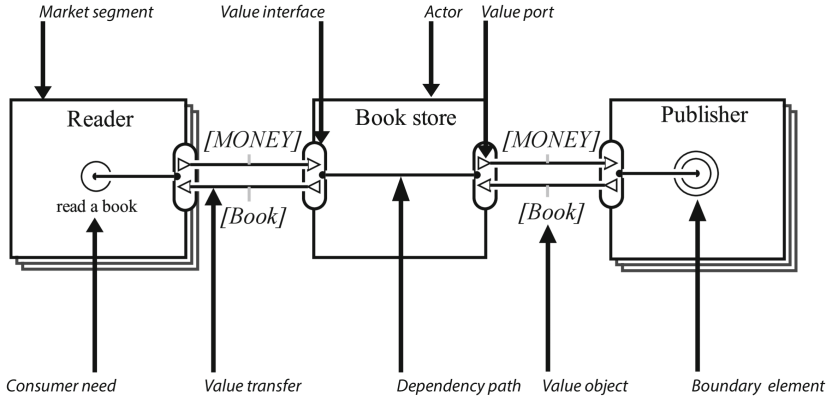 Market segment
Value interface
Actor
Value port
Reader
Book store
Publisher
[MONEY]
[MONEY]
read a book
[Book]
[Book]
Consumer need
Value transfer
Dependency path
Value object
Boundary element